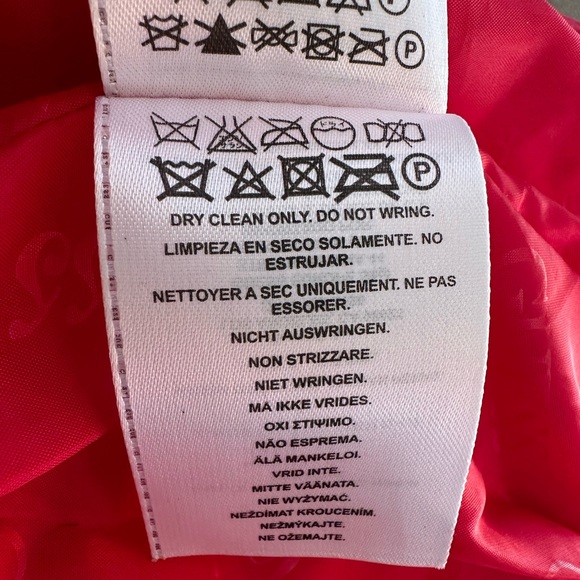 P
P
DRY CLEAN ONLY. DO NOT WRING.
LIMPIEZA EN SECO SOLAMENTE. NO
ESTRUJAR.
NETTOYER A SEC UNIQUEMENT. NE PAS
ESSORER.
NICHT AUSWRINGEN.
NON STRIZZARE.
NIET WRINGEN.
MA IKKE VRIDES.
ΟΧΙ ΣΤΙΨΙΜΟ.
NÃO ESPREMA.
ÄLÄ MANKELOI.
VRID INTE.
MITTE VÄÄNATA.
NIE WYŻYMAĆ.
NEŽDÍMAT KROUCENÍM.
NEŽMÝKAJTE.
NE OŽEMAJTE.